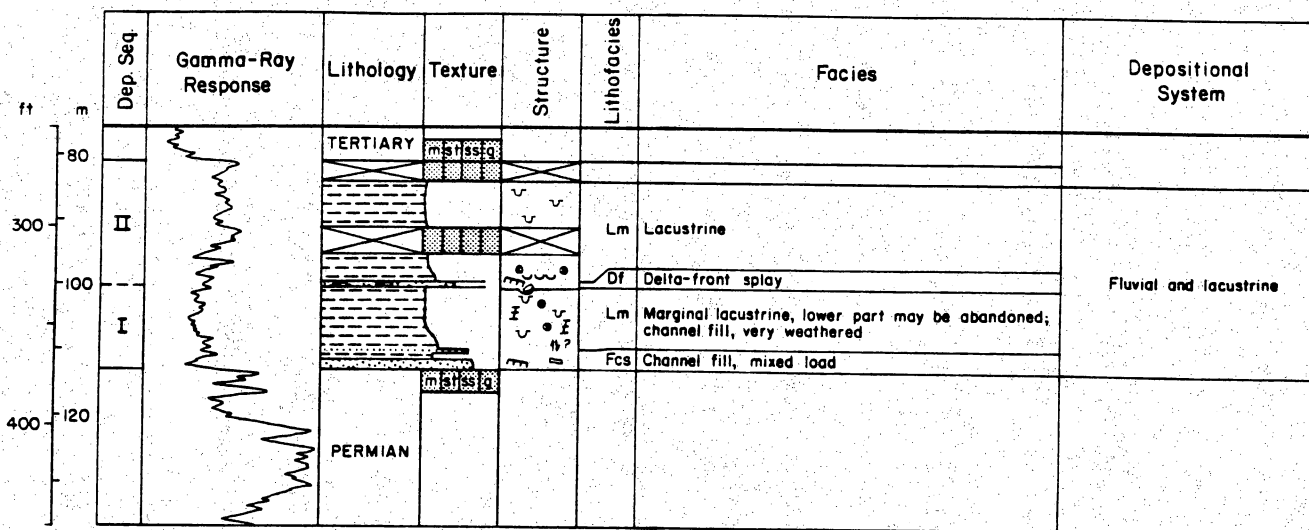 ft
m
Dep. Seq.
Gamma-Ray
Response
Lithology
Texture
Structure
Lithofacies
Facies
Depositional
System
TERTIARY
m st ss g
80
300
II
Lm
Lacustrine
100
Df
Delta-front splay
Fluvial and lacustrine
I
Lm
Marginal lacustrine, lower part may be abandoned;
channel fill, very weathered
?
Fcs
Channel fill, mixed load
m st ss g
400
120
PERMIAN